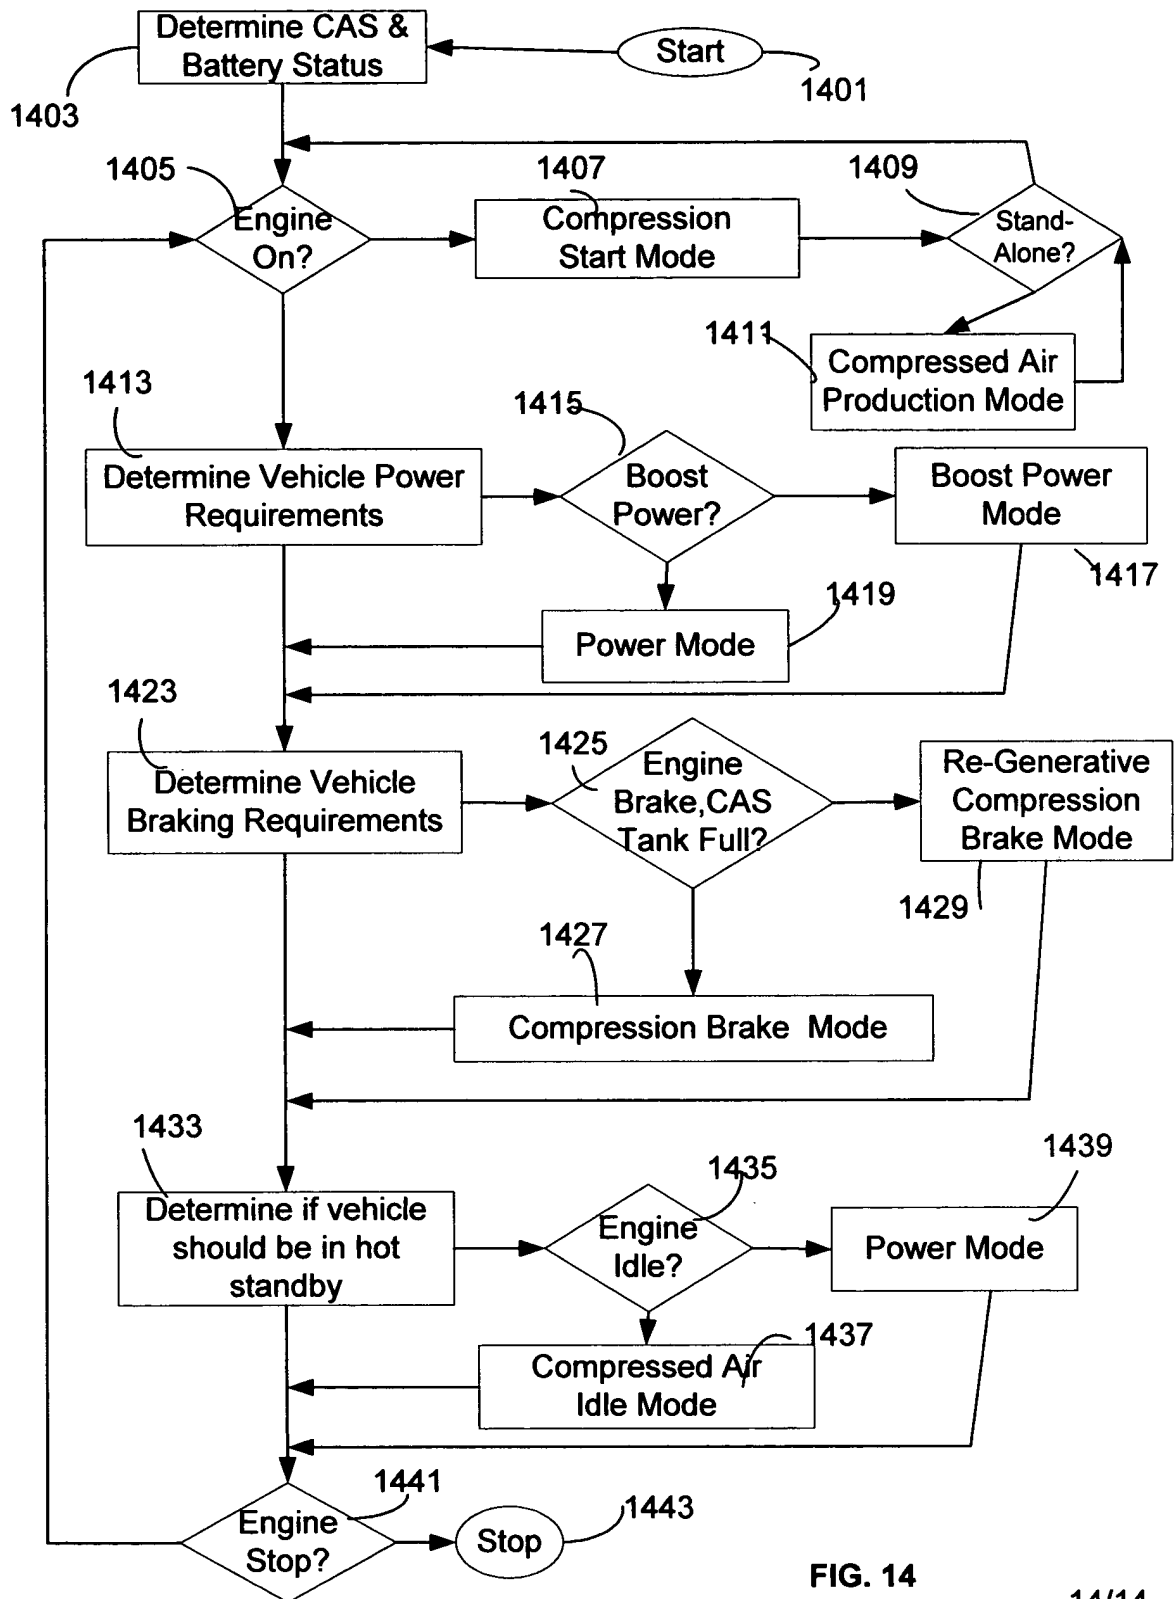 Determine CAS &
Battery Status
Start
1403
1401
1405
1407
1409
Engine
On?
Compression
Start Mode
Stand-
Alone?
1411
Compressed Air
Production Mode
1413
1415
Determine Vehicle Power
Requirements
Boost
Power?
Boost Power
Mode
1417
1419
Power Mode
1423
1425
Determine Vehicle
Braking Requirements
Engine
Brake,CAS
Tank Full?
Re-Generative
Compression
Brake Mode
1429
1427
Compression Brake Mode
1433
1435
1439
Determine if vehicle
should be in hot
standby
Engine
Idle?
Power Mode
1437
Compressed Air
Idle Mode
1441
1443
Engine
Stop?
Stop
FIG. 14
14/14